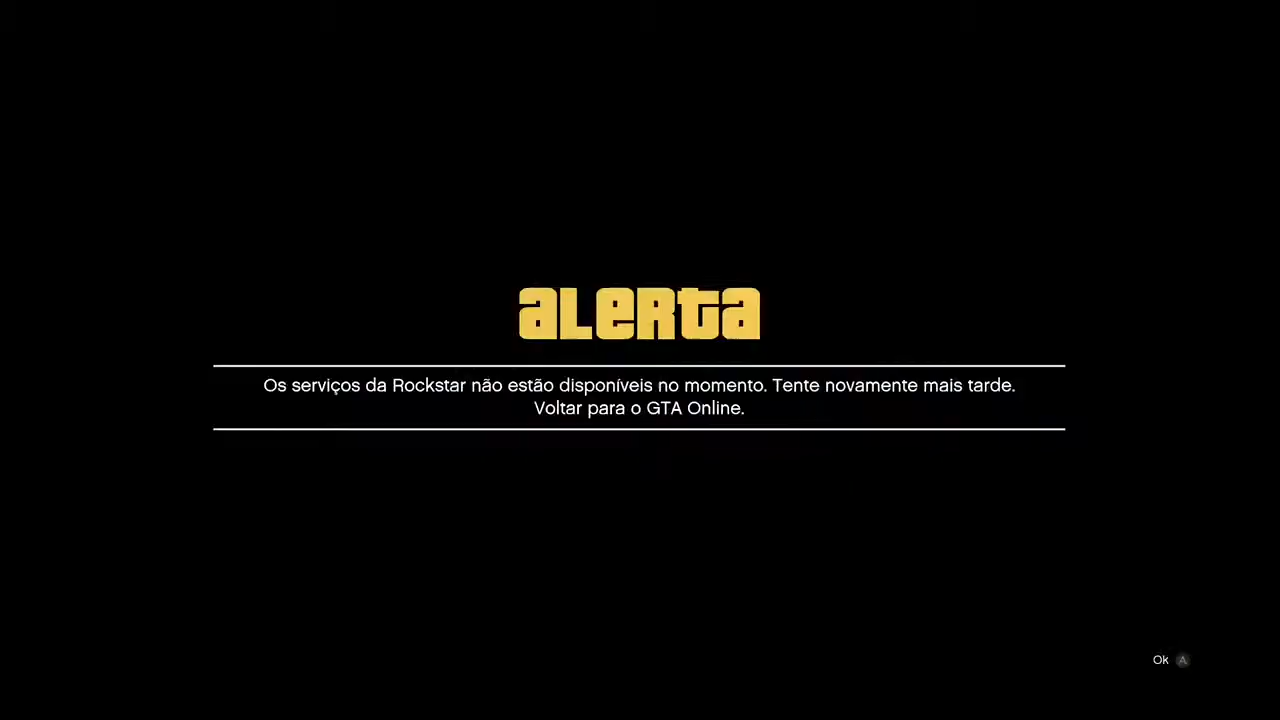 alerta
Os serviços da Rockstar não estão disponíveis no momento. Tente novamente mais tarde.
Voltar para o GTA Online.
Ok A